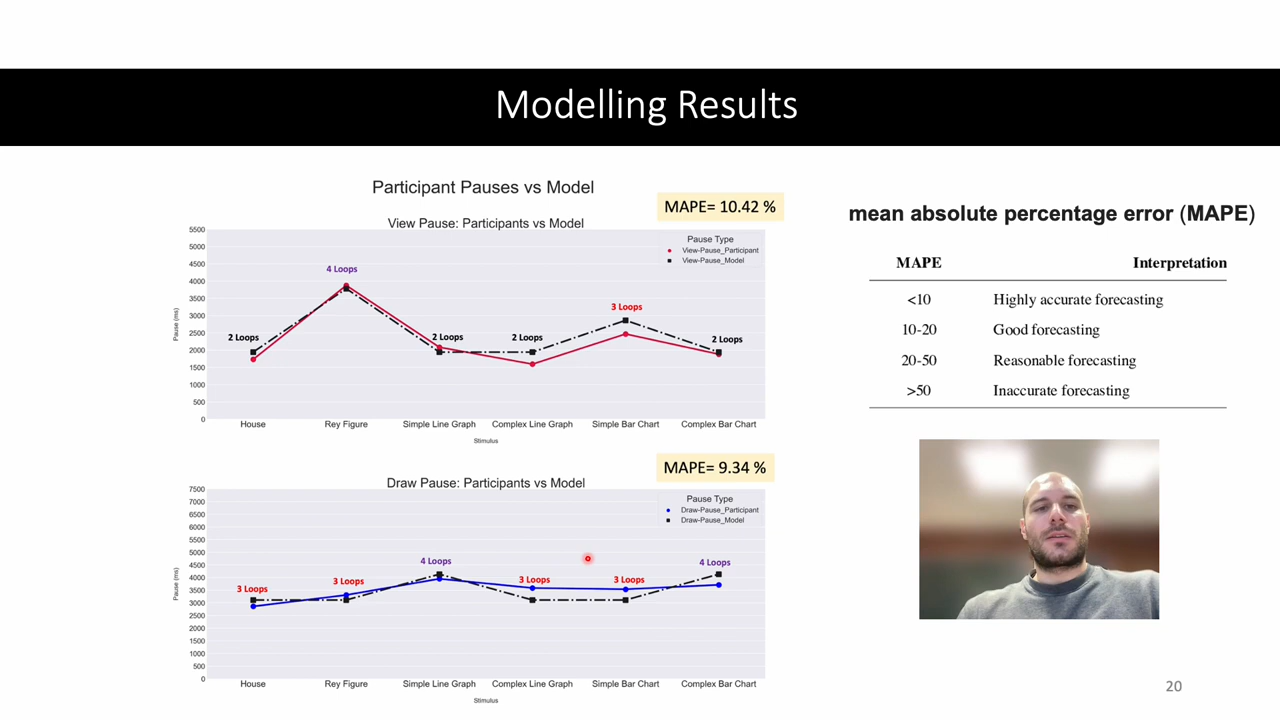 Modelling Results
Participant Pauses vs Model
MAPE= 10.42 %
View Pause: Participants vs Model
Pause Type
View-Pause_Participant
View-Pause_Model
5500
5000
4500
4000
3500
3000
2500
2000
1500
1000
500
0
Pause (ms)
2 Loops
4 Loops
2 Loops
2 Loops
3 Loops
2 Loops
House
Rey Figure
Simple Line Graph
Complex Line Graph
Simple Bar Chart
Complex Bar Chart
Stimulus
MAPE= 9.34 %
Draw Pause: Participants vs Model
Pause Type
Draw-Pause_Participant
Draw-Pause_Model
7500
7000
6500
6000
5500
5000
4500
4000
3500
3000
2500
2000
1500
1000
500
0
Pause (ms)
3 Loops
3 Loops
4 Loops
3 Loops
3 Loops
4 Loops
House
Rey Figure
Simple Line Graph
Complex Line Graph
Simple Bar Chart
Complex Bar Chart
Stimulus
mean absolute percentage error (MAPE)
MAPE Interpretation
<10 Highly accurate forecasting
10-20 Good forecasting
20-50 Reasonable forecasting
>50 Inaccurate forecasting
20